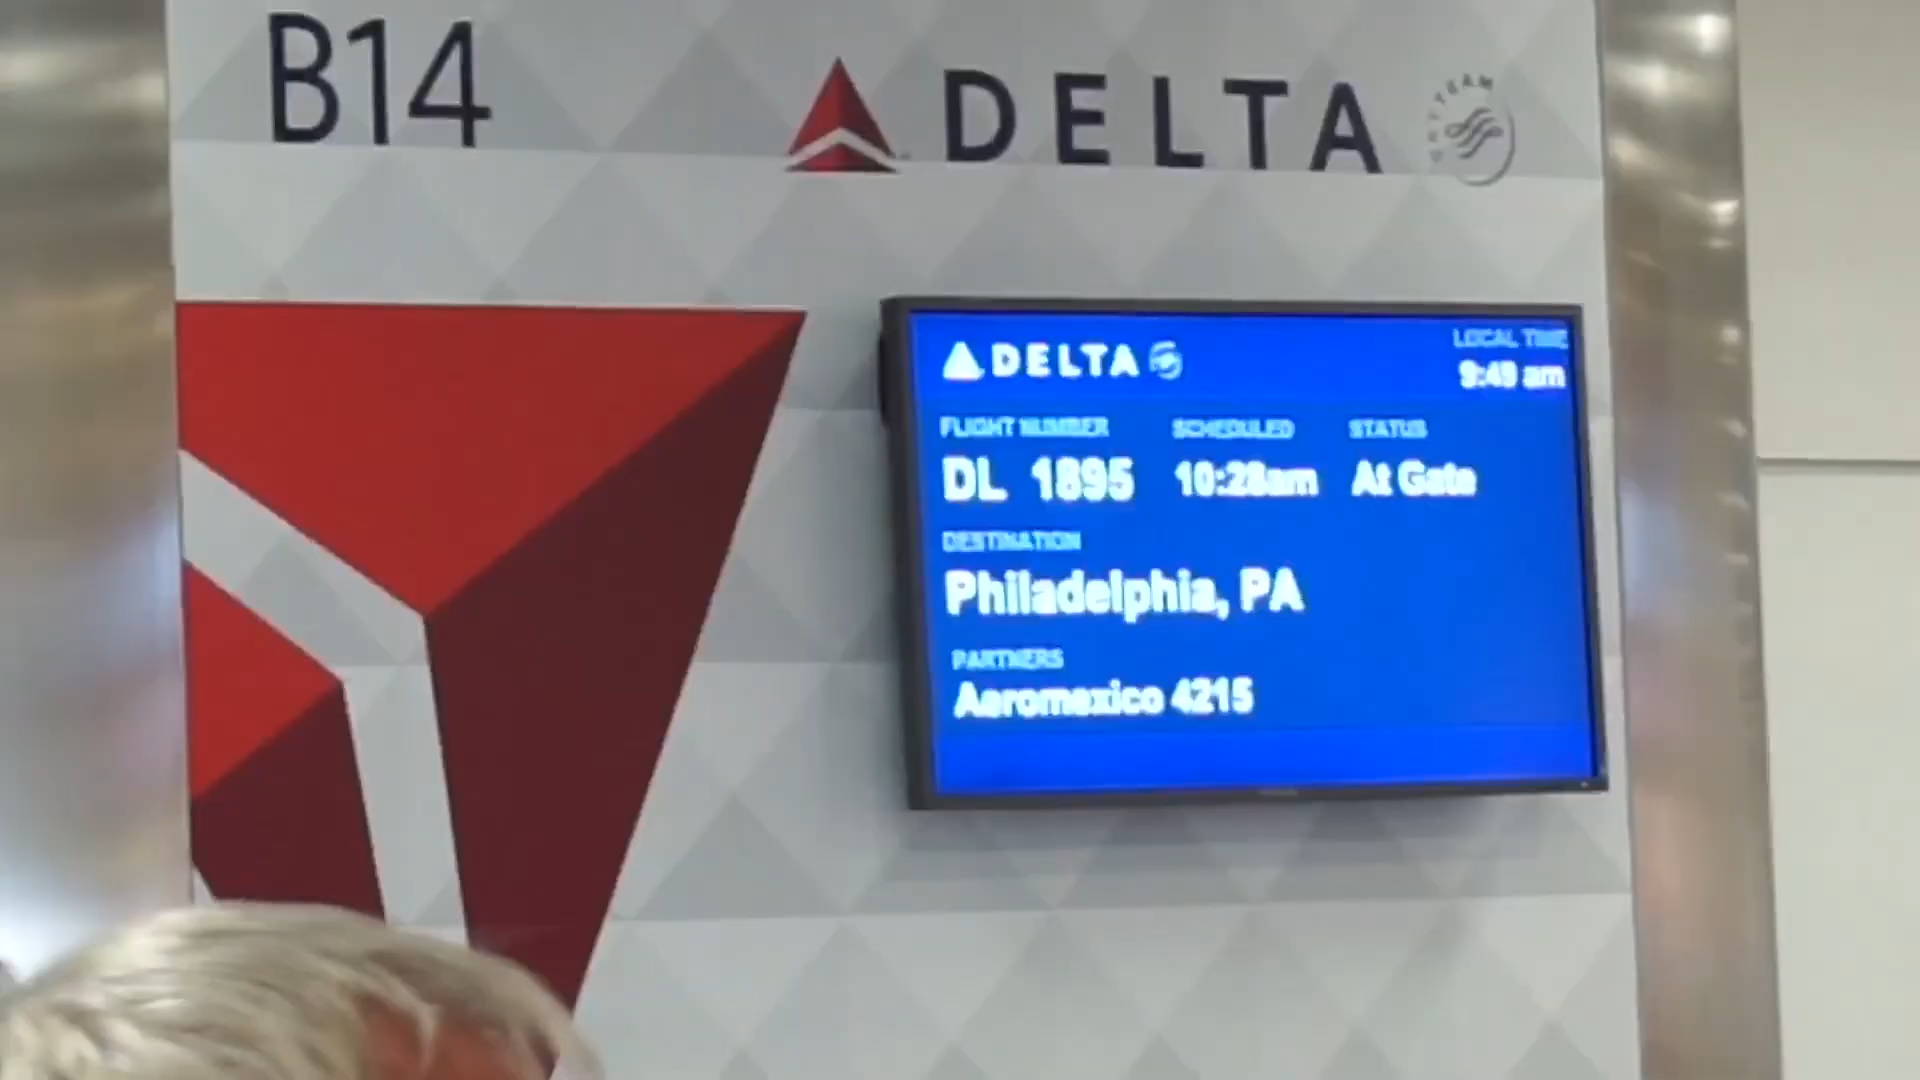 B14
DELTA
SKYTEAM
DELTA
LOCAL TIME
9:49 am
FLIGHT NUMBER SCHEDULED STATUS
DL 1895 10:28am At Gate
DESTINATION
Philadelphia, PA
PARTNERS
Aeromexico 4215